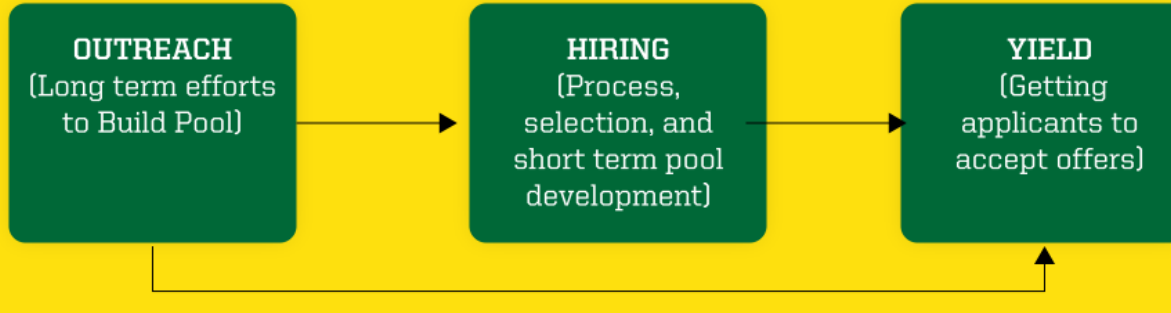 OUTREACH
(Long term efforts
to Build Pool)
HIRING
(Process,
selection, and
short term pool
development)
YIELD
(Getting
applicants to
accept offers)